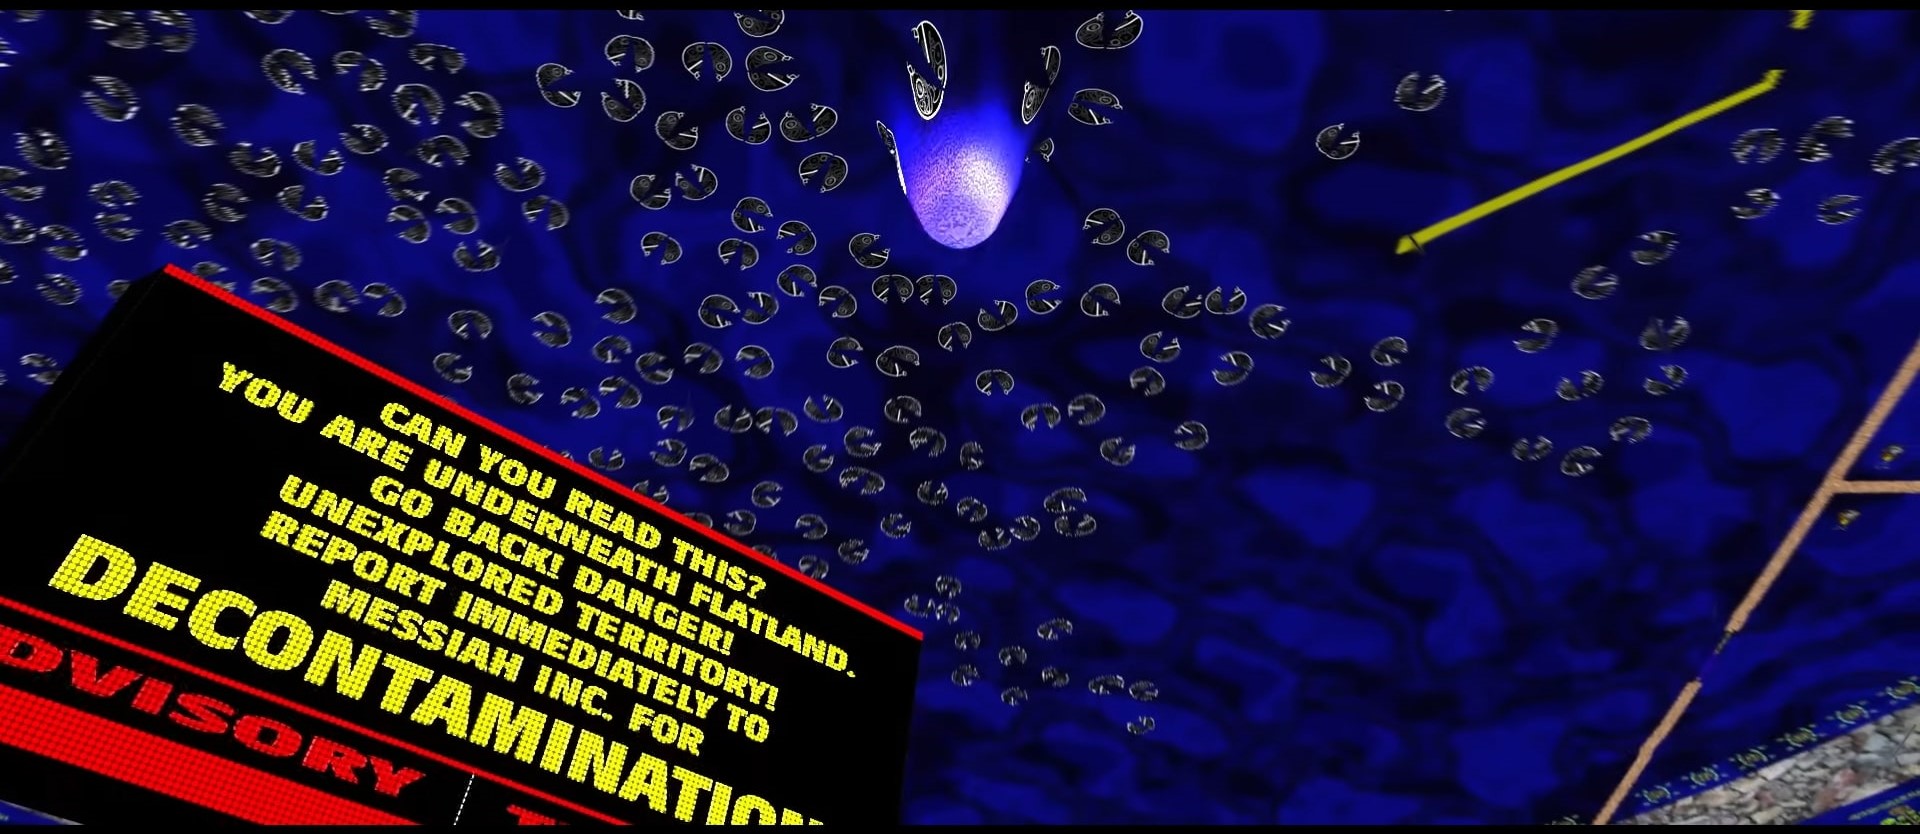 CAN YOU READ THIS?
YOU ARE UNDERNEATH FLATLAND.
GO BACK! DANGER!
UNEXPLORED TERRITORY!
REPORT IMMEDIATELY TO
MESSIAH INC. FOR
DECONTAMINATION
DVISORY